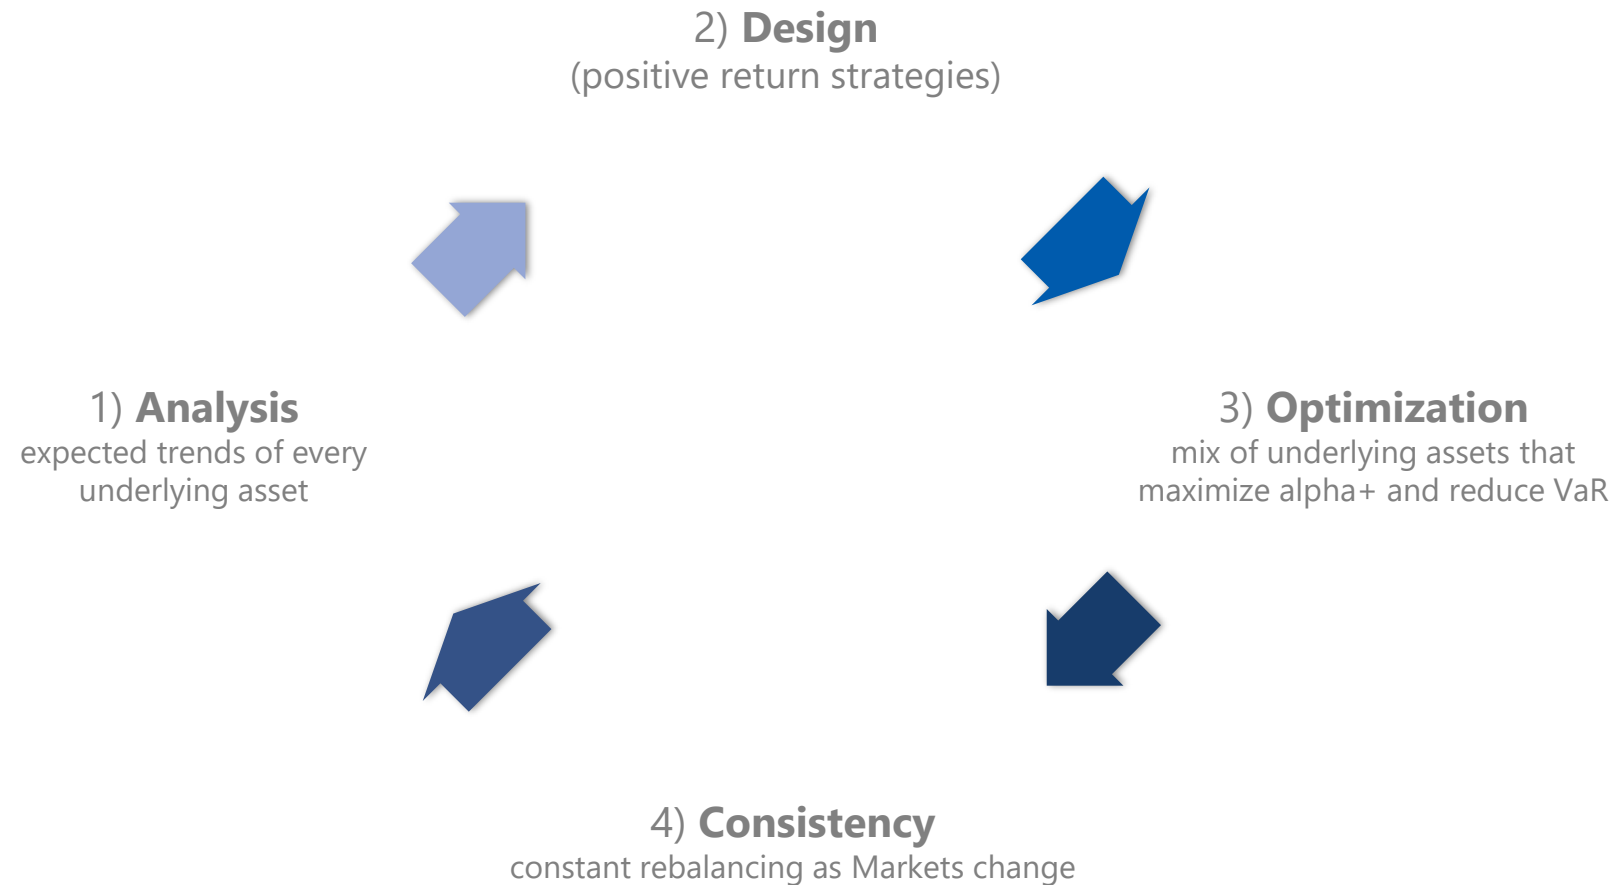 2) Design
(positive return strategies)
1) Analysis
expected trends of every
underlying asset
3) Optimization
mix of underlying assets that
maximize alpha+ and reduce VaR
4) Consistency
constant rebalancing as Markets change